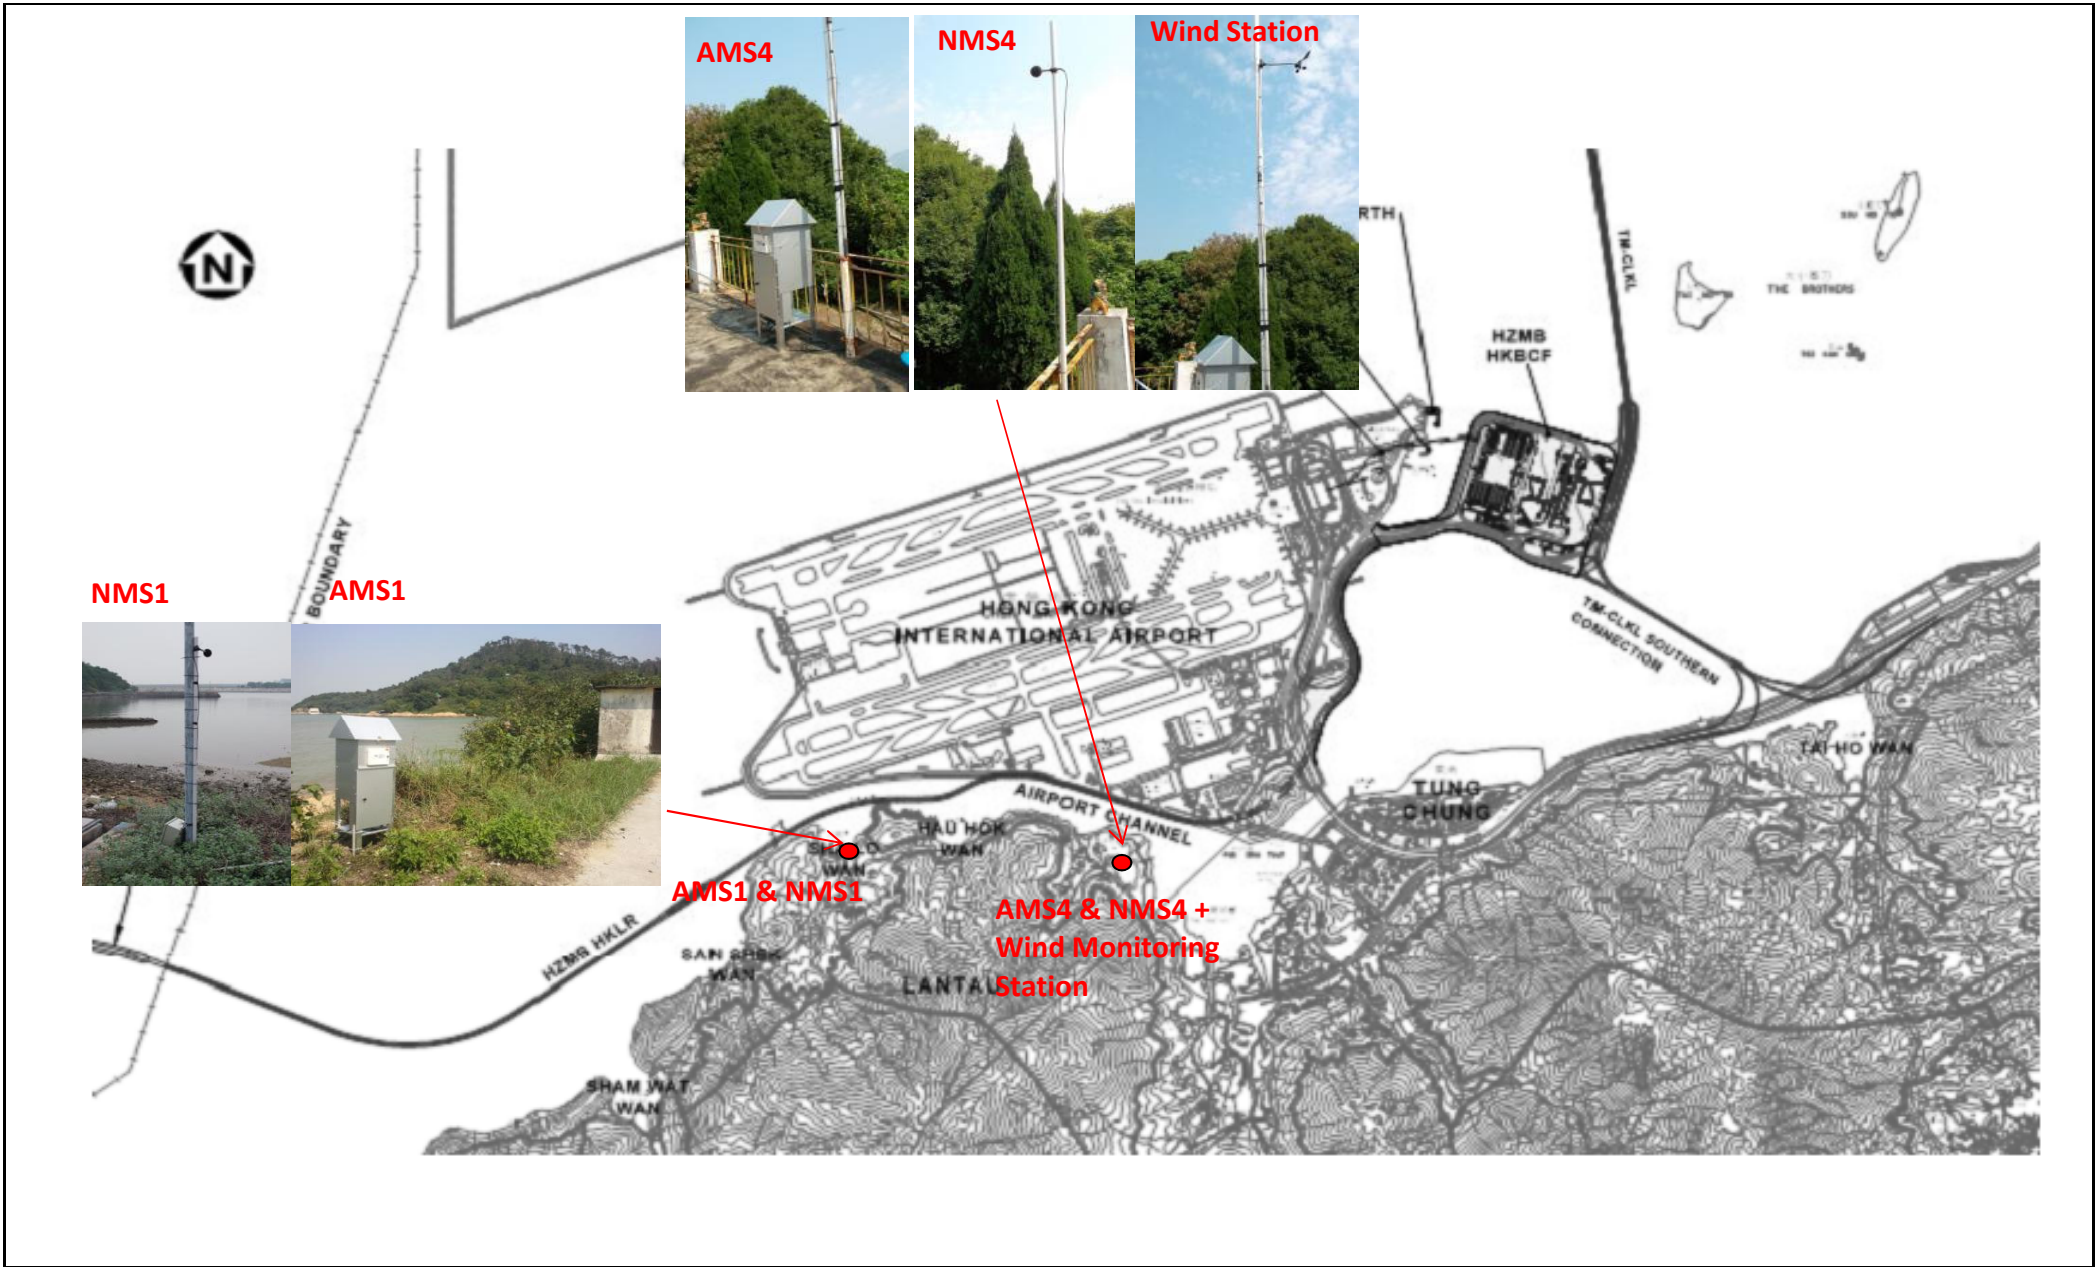 AMS4
NMS4
Wind Station
N
RTH
TM-CLKL
THE BROTHERS
HZMB
HKBCF
BOUNDARY
NMS1
AMS1
HONG KONG
INTERNATIONAL AIRPORT
TM-CLKL SOUTHERN
CONNECTION
TAI HO WAN
TUNG
CHUNG
AIRPORT CHANNEL
HAU HOK
WAN
WAN
AMS1 & NMS1
AMS4 & NMS4 +
Wind Monitoring
Station
HZMB HKLR
SAN SHEK
WAN
LANTAU
SHAM WAT
WAN